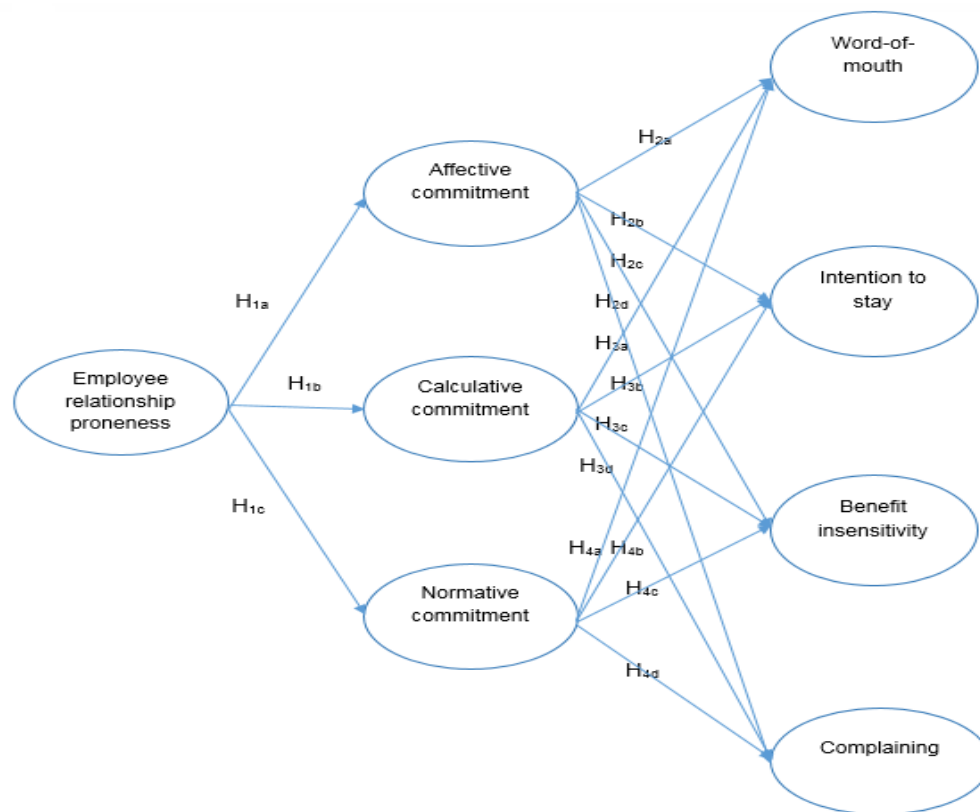 Word-of-
mouth
H₂ₐ
Affective
commitment
H₂b
H₂c
Intention to
stay
H₂d
H₁ₐ
H₃ₐ
Employee
relationship
proneness
H₁b
Calculative
commitment
H₃b
H₃c
H₃d
H₁c
Benefit
insensitivity
H₄ₐ
H₄b
H₄c
Normative
commitment
H₄d
Complaining